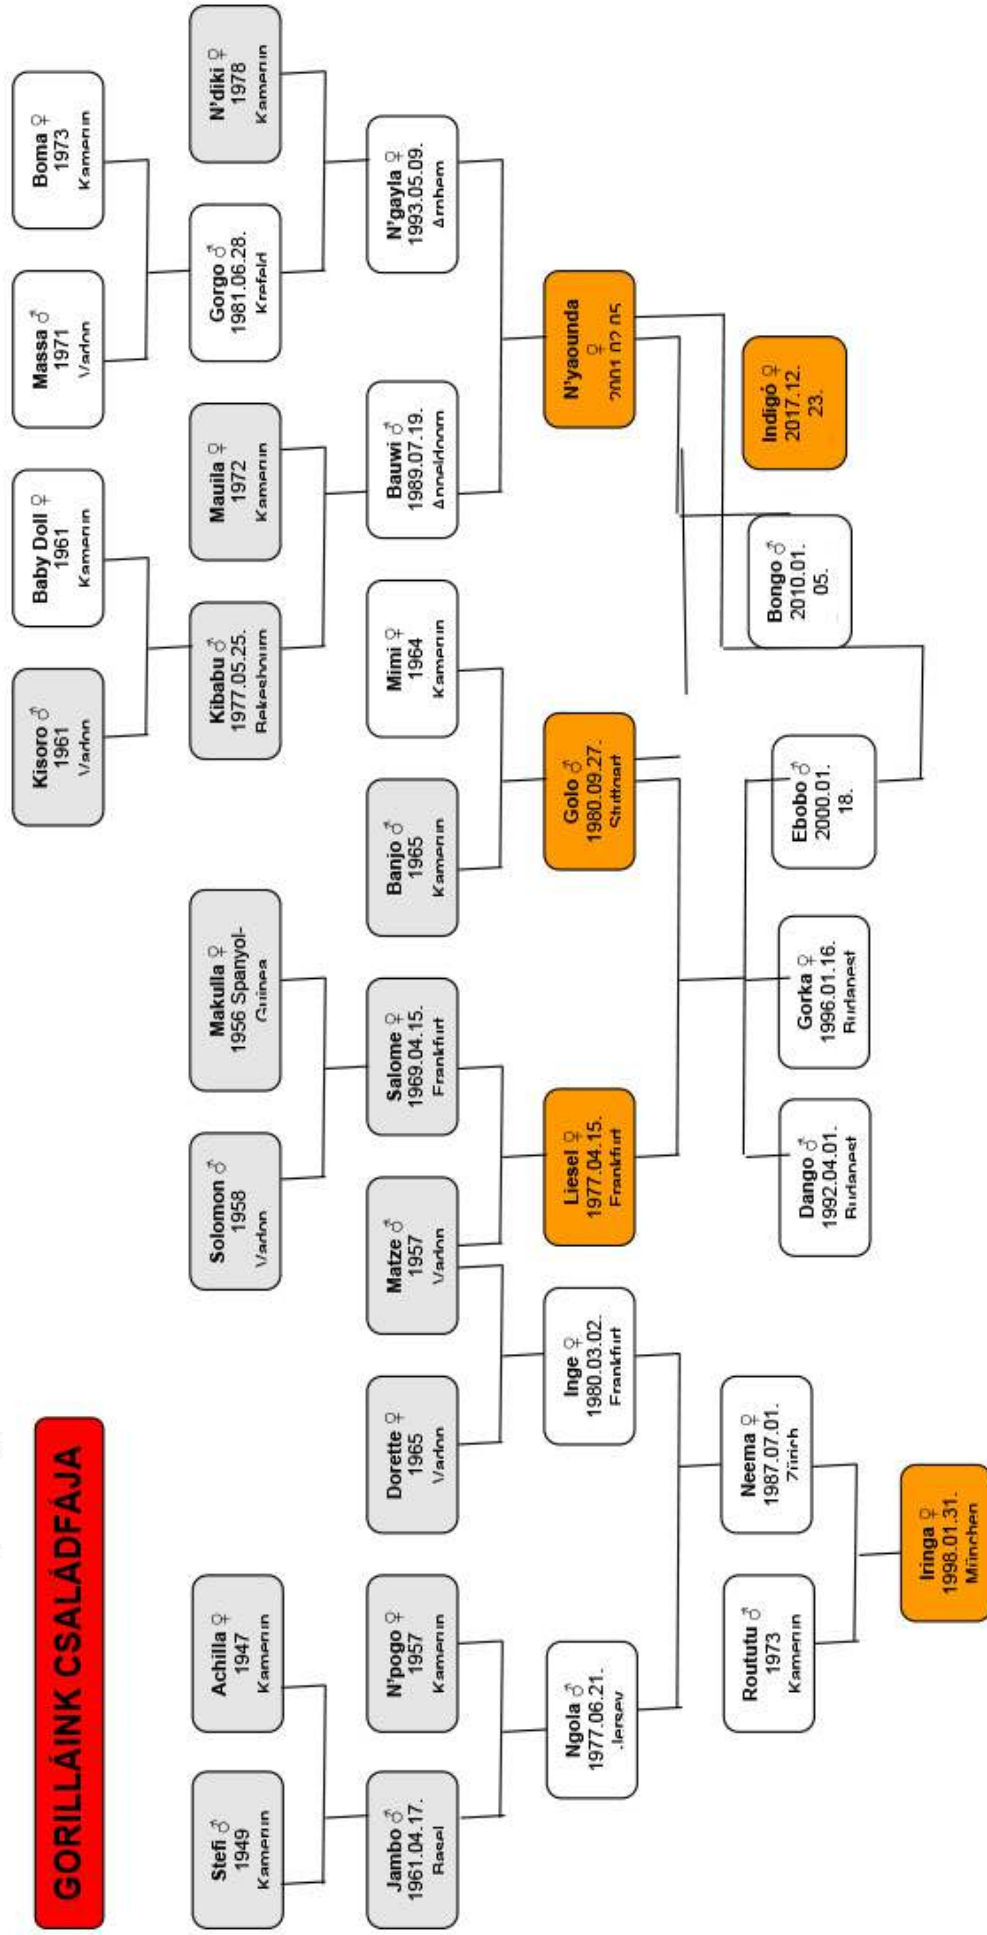 GORILLÁINK CSALÁDFÁJA
Kisoro ♂
1961
Vadon
Baby Doll ♀
1961
Kamerun
Massa ♂
1971
Vadon
Boma ♀
1973
Kamerun
Stefi ♂
1949
Kamerun
Achilla ♀
1947
Kamerun
Solomon ♂
1958
Vadon
Makulla ♀
1956 Spanyol-
Guinea
Kibabu ♂
1977.05.25.
Mauila ♀
1972
Kamerun
Gorgo ♂
1981.06.28.
Krefeld
N'diki ♀
1978
Kamerun
Jambo ♂
1961.04.17.
Basel
N'pogo ♀
1957
Kamerun
Dorette ♀
1965
Vadon
Matze ♂
1957
Vadon
Salome ♀
1969.04.15.
Frankfurt
Banjo ♂
1965
Kamerun
Mimi ♀
1964
Kamerun
Bauwi ♂
1989.07.19.
Apeldoorn
N'gayla ♀
1993.05.09.
Arnhem
Ngola ♂
1977.06.21.
Jersey
Inge ♀
1980.03.02.
Frankfurt
Liesel ♀
1977.04.15.
Frankfurt
Golo ♂
1980.09.27.
Stuttgart
N'yaounda
♀
2001.02.05
Roututu ♂
1973
Kamerun
Neema ♀
1987.07.01.
Zürich
Dango ♂
1992.04.01.
Budapest
Gorka ♀
1996.01.16.
Budapest
Ebobo ♂
2000.01.
18.
Bongo ♂
2010.01.
05.
Indigó ♀
2017.12.
23.
Iringa ♀
1998.01.31.
München